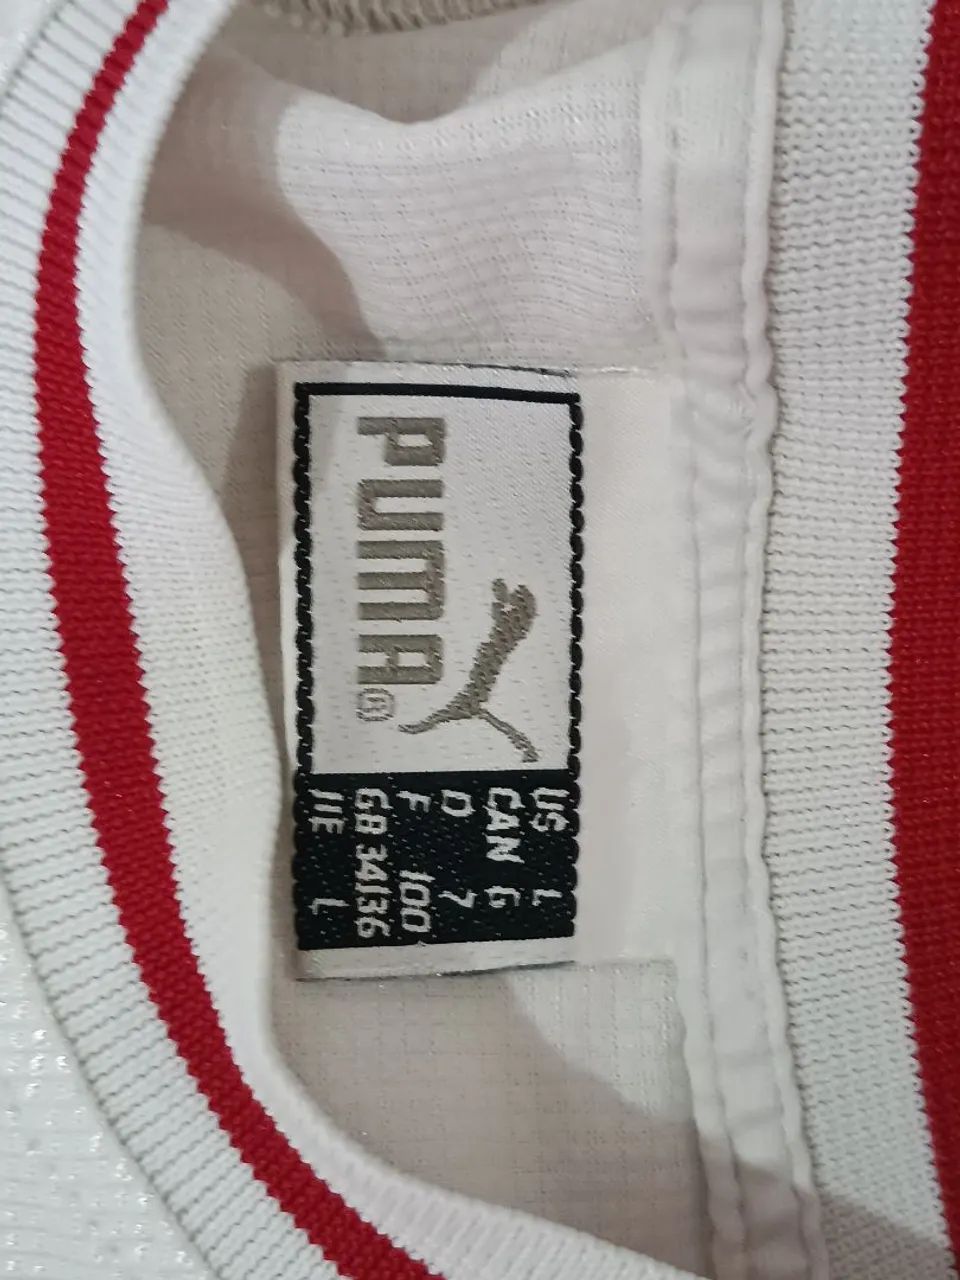 PUMA®
US L
CAN G
D 7
F 100
GB 34/36
I/E L